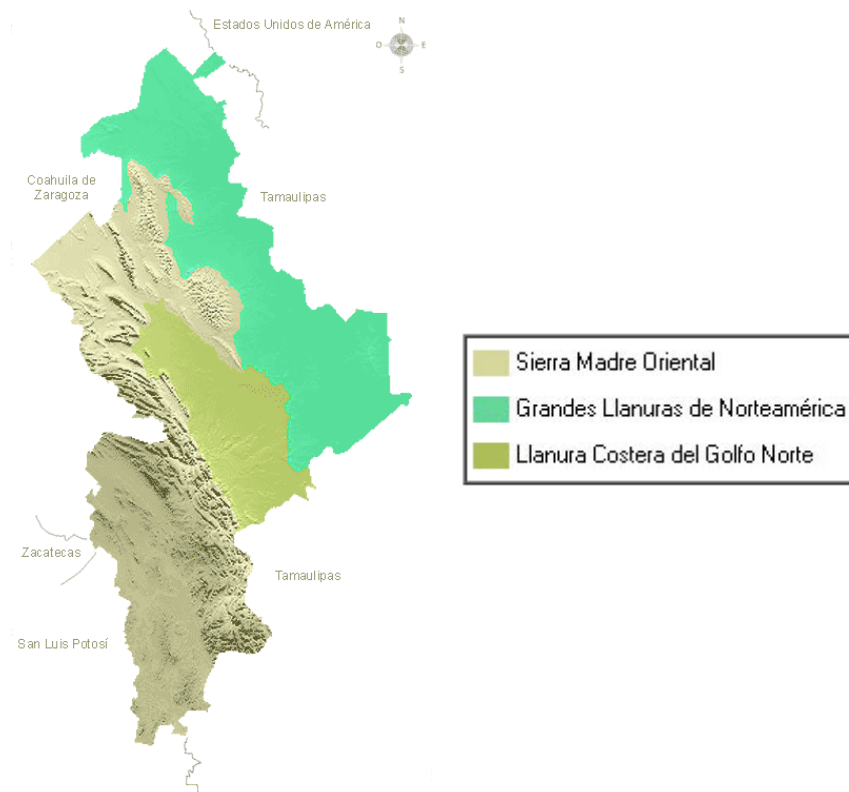 Estados Unidos de América
N
O
E
S
Coahuila de
Zaragoza
Tamaulipas
Sierra Madre Oriental
Grandes Llanuras de Norteamérica
Llanura Costera del Golfo Norte
Zacatecas
Tamaulipas
San Luis Potosí